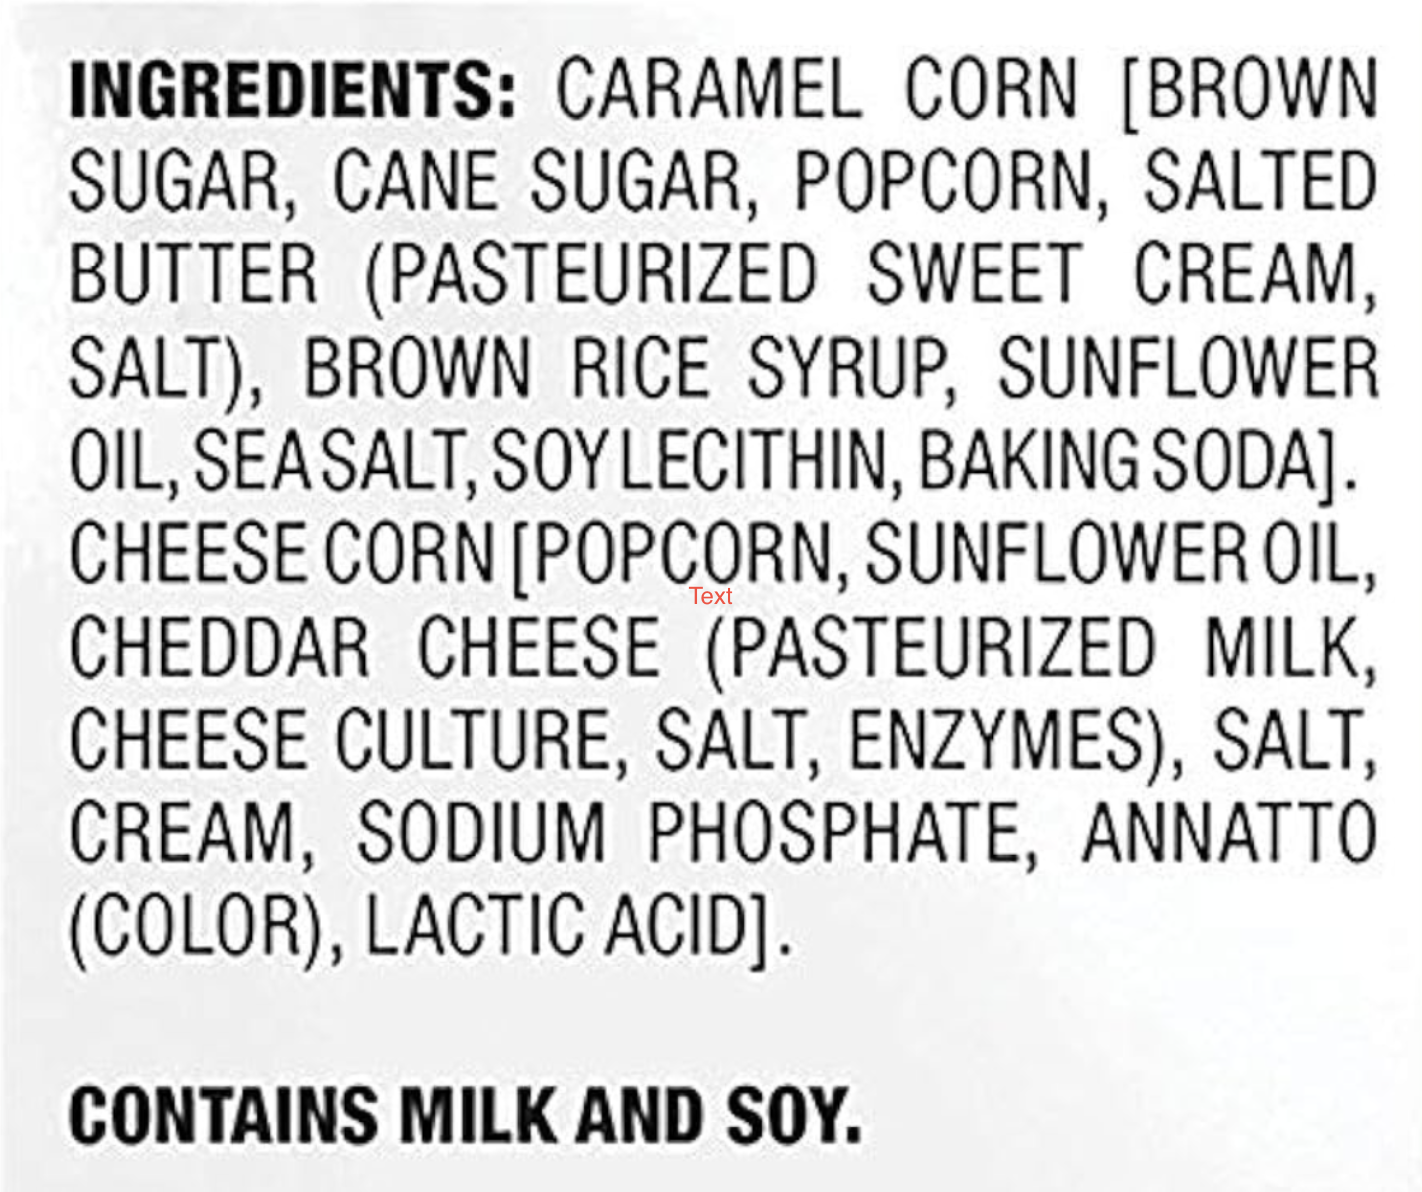 INGREDIENTS: CARAMEL CORN [BROWN
SUGAR, CANE SUGAR, POPCORN, SALTED
BUTTER (PASTEURIZED SWEET CREAM,
SALT), BROWN RICE SYRUP, SUNFLOWER
OIL, SEA SALT, SOY LECITHIN, BAKING SODA].
CHEESE CORN [POPCORN, SUNFLOWER OIL,
Text
CHEDDAR CHEESE (PASTEURIZED MILK,
CHEESE CULTURE, SALT, ENZYMES), SALT,
CREAM, SODIUM PHOSPHATE, ANNATTO
(COLOR), LACTIC ACID].
CONTAINS MILK AND SOY.